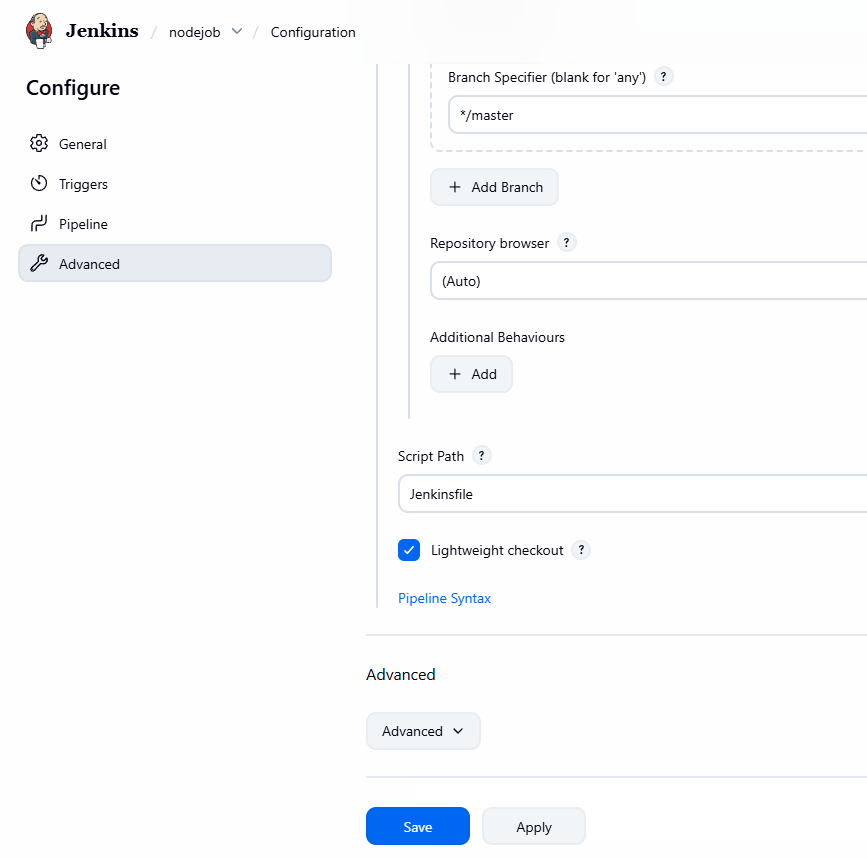 Jenkins / nodejob / Configuration
Configure
General
Triggers
Pipeline
Advanced
Branch Specifier (blank for 'any') ?
*/master
+ Add Branch
Repository browser ?
(Auto)
Additional Behaviours
+ Add
Script Path ?
Jenkinsfile
Lightweight checkout ?
Pipeline Syntax
Advanced
Advanced
Save
Apply